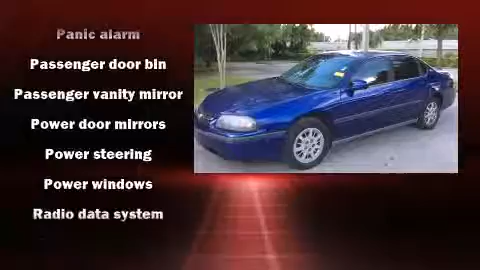 Panic alarm
Passenger door bin
Passenger vanity mirror
Power door mirrors
Power steering
Power windows
Radio data system